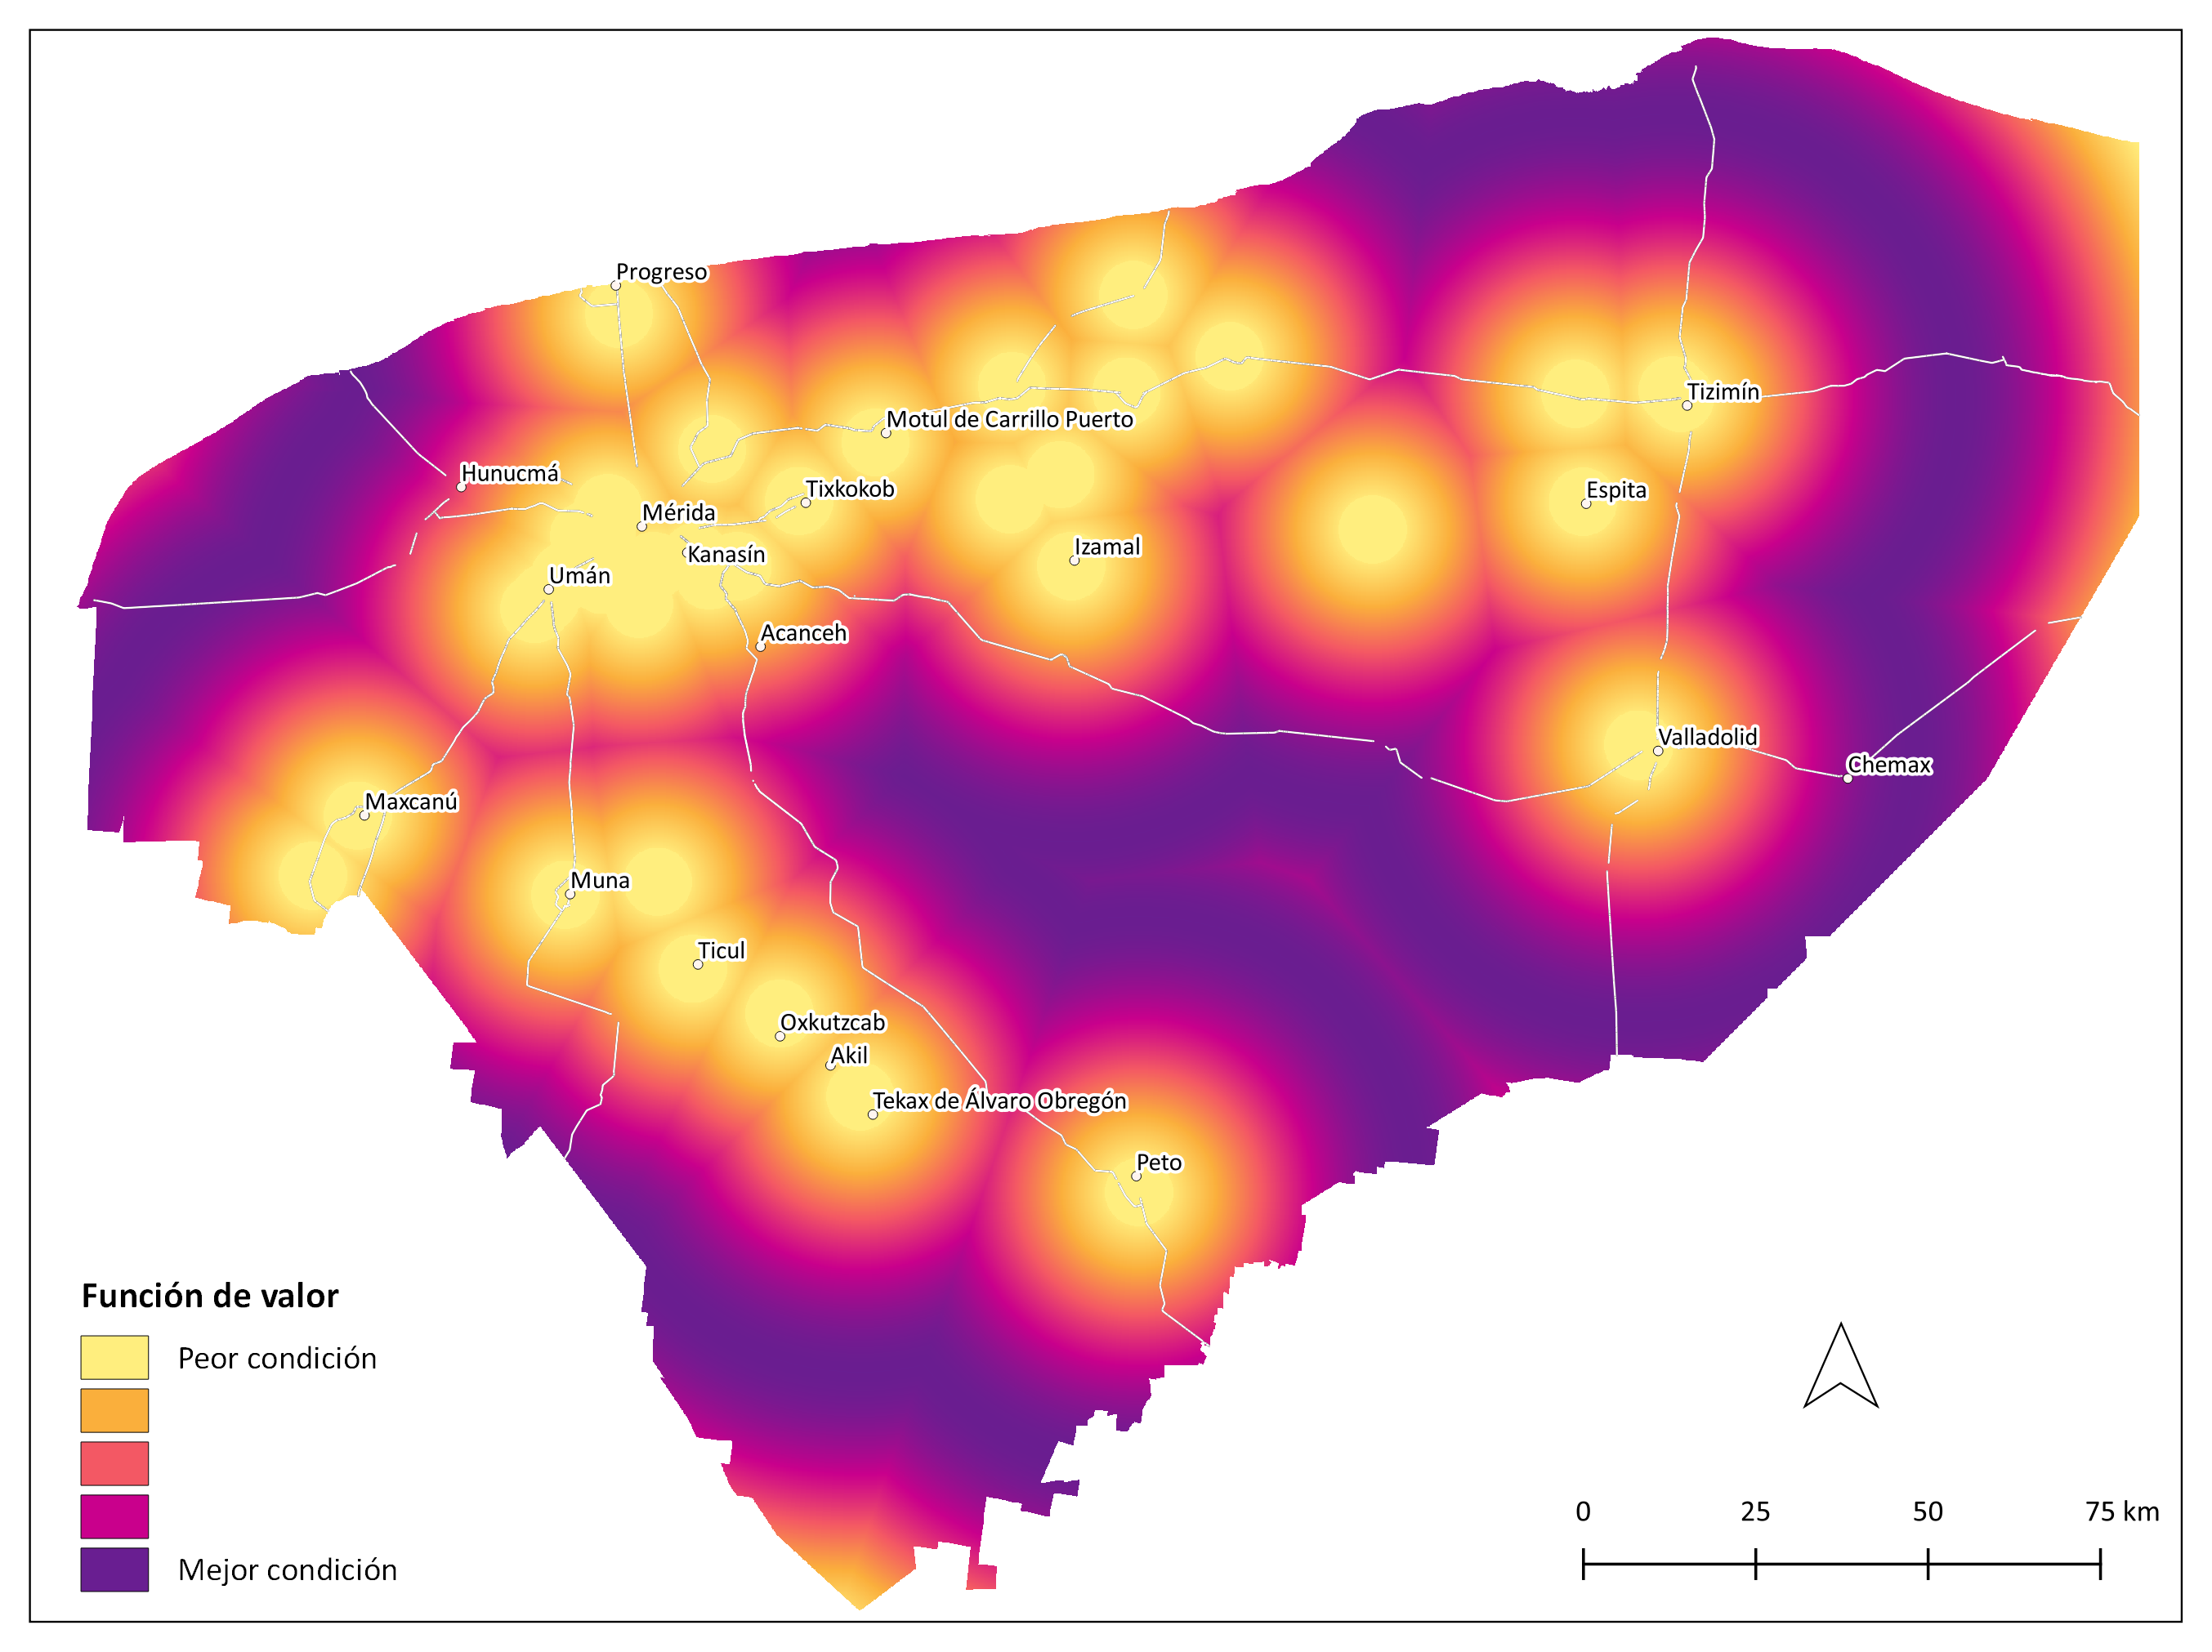 Progreso
Tizimín
Motul de Carrillo Puerto
Hunucmá
Tixkokob
Espita
Mérida
Izamal
Kanasín
Umán
Acanceh
Valladolid
Chemax
Maxcanú
Muna
Ticul
Oxkutzcab
Akil
Tekax de Álvaro Obregón
Peto
Función de valor
Peor condición
Mejor condición
0 25 50 75 km